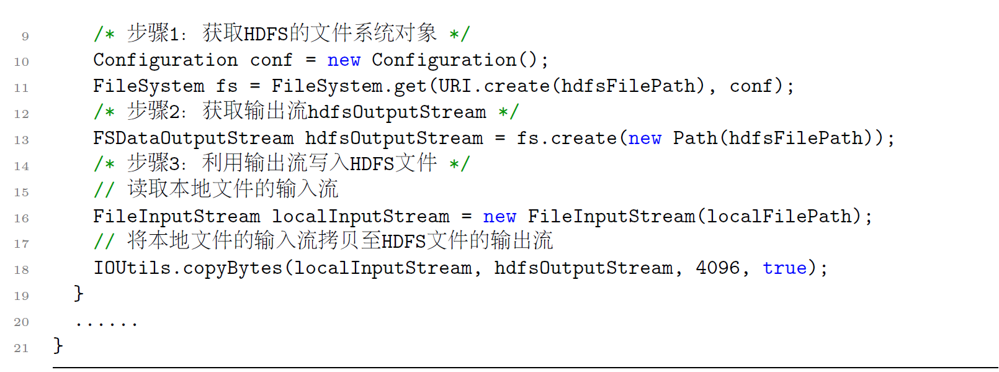 9 /* 步骤1：获取HDFS的文件系统对象 */
10 Configuration conf = new Configuration();
11 FileSystem fs = FileSystem.get(URI.create(hdfsFilePath), conf);
12 /* 步骤2：获取输出流hdfsOutputStream */
13 FSDataOutputStream hdfsOutputStream = fs.create(new Path(hdfsFilePath));
14 /* 步骤3：利用输出流写入HDFS文件 */
15 // 读取本地文件的输入流
16 FileInputStream localInputStream = new FileInputStream(localFilePath);
17 // 将本地文件的输入流拷贝至HDFS文件的输出流
18 IOUtils.copyBytes(localInputStream, hdfsOutputStream, 4096, true);
19 }
20 ......
21 }